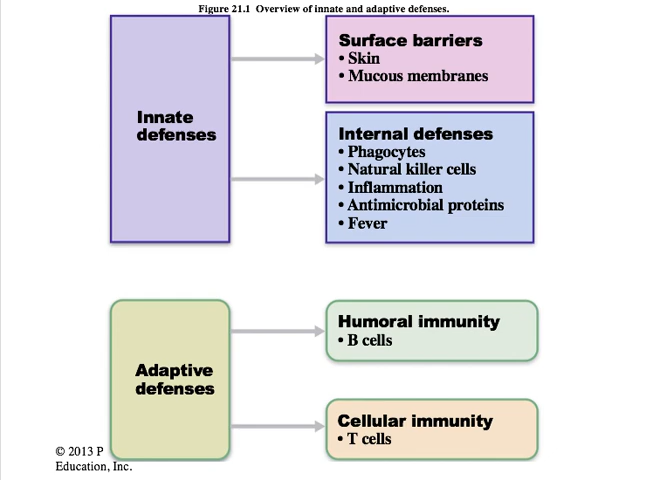 Figure 21.1 Overview of innate and adaptive defenses.
Innate
defenses
Surface barriers
• Skin
• Mucous membranes
Internal defenses
• Phagocytes
• Natural killer cells
• Inflammation
• Antimicrobial proteins
• Fever
Adaptive
defenses
Humoral immunity
• B cells
Cellular immunity
• T cells
© 2013 P
Education, Inc.